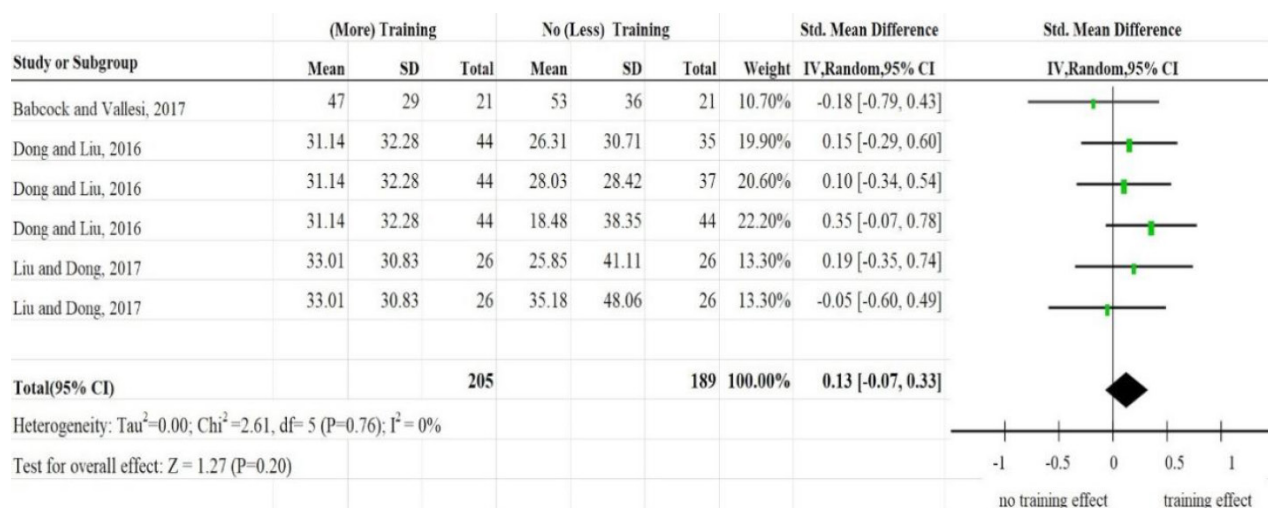 (More) Training No (Less) Training Std. Mean Difference Std. Mean Difference
Study or Subgroup Mean SD Total Mean SD Total Weight IV,Random,95% CI IV,Random,95% CI
Babcock and Vallesi, 2017 47 29 21 53 36 21 10.70% -0.18 [-0.79, 0.43]
Dong and Liu, 2016 31.14 32.28 44 26.31 30.71 35 19.90% 0.15 [-0.29, 0.60]
Dong and Liu, 2016 31.14 32.28 44 28.03 28.42 37 20.60% 0.10 [-0.34, 0.54]
Dong and Liu, 2016 31.14 32.28 44 18.48 38.35 44 22.20% 0.35 [-0.07, 0.78]
Liu and Dong, 2017 33.01 30.83 26 25.85 41.11 26 13.30% 0.19 [-0.35, 0.74]
Liu and Dong, 2017 33.01 30.83 26 35.18 48.06 26 13.30% -0.05 [-0.60, 0.49]
Total(95% CI) 205 189 100.00% 0.13 [-0.07, 0.33]
Heterogeneity: Tau²=0.00; Chi² =2.61, df= 5 (P=0.76); I² = 0%
Test for overall effect: Z = 1.27 (P=0.20)
-1 -0.5 0 0.5 1
no training effect training effect